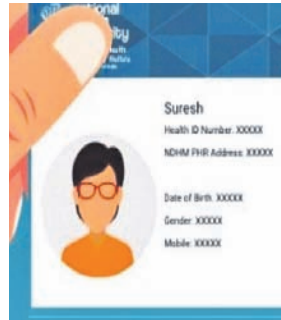 Suresh
Health ID Number: XXXXX
NDHM PHR Address: XXXXX
Date of Birth: XXXXX
Gender: XXXXX
Mobile: XXXXX